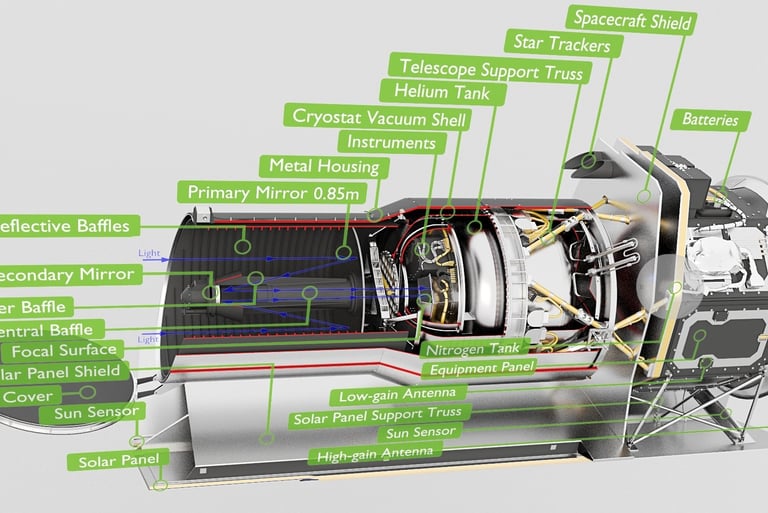 Spacecraft Shield
Star Trackers
Telescope Support Truss
Helium Tank
Batteries
Cryostat Vacuum Shell
Instruments
Metal Housing
Primary Mirror 0.85m
eflective Baffles
Light
econdary Mirror
er Baffle
entral Baffle
Light
Focal Surface
Nitrogen Tank
lar Panel Shield
Equipment Panel
Cover
Low-gain Antenna
Sun Sensor
Solar Panel Support Truss
Sun Sensor
High-gain Antenna
Solar Panel